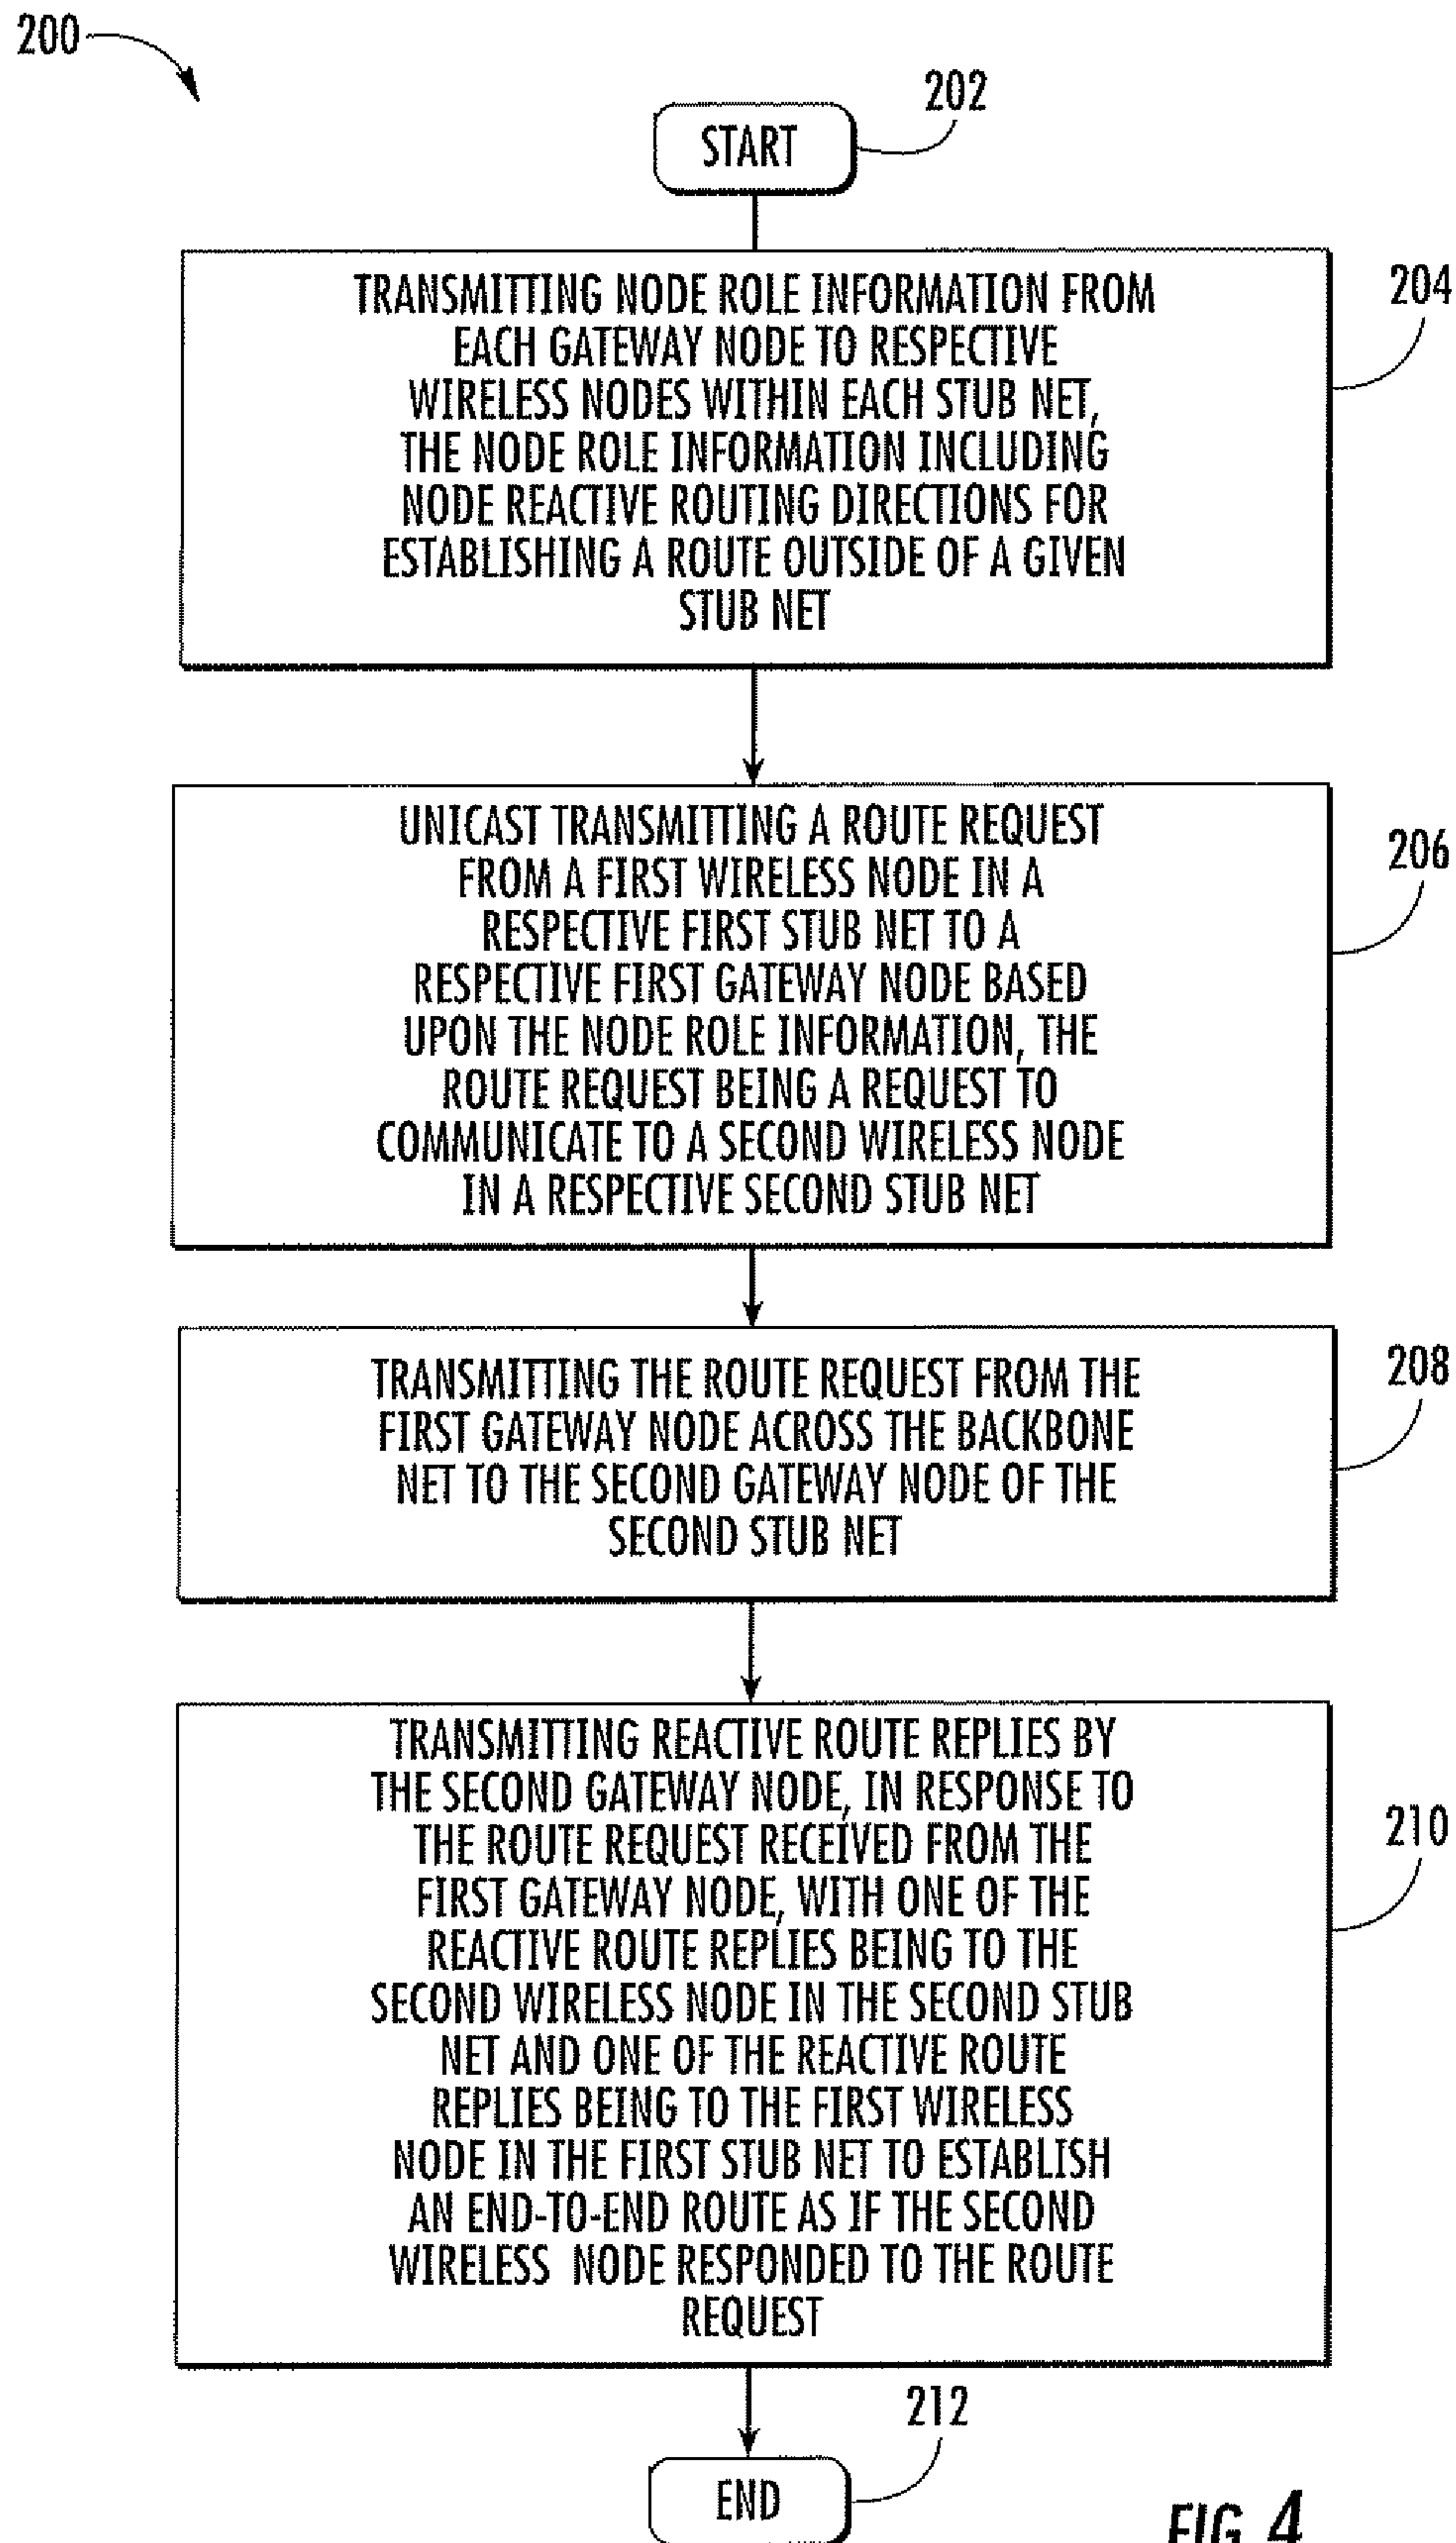 200
202
START
204
TRANSMITTING NODE ROLE INFORMATION FROM
EACH GATEWAY NODE TO RESPECTIVE
WIRELESS NODES WITHIN EACH STUB NET,
THE NODE ROLE INFORMATION INCLUDING
NODE REACTIVE ROUTING DIRECTIONS FOR
ESTABLISHING A ROUTE OUTSIDE OF A GIVEN
STUB NET
206
UNICAST TRANSMITTING A ROUTE REQUEST
FROM A FIRST WIRELESS NODE IN A
RESPECTIVE FIRST STUB NET TO A
RESPECTIVE FIRST GATEWAY NODE BASED
UPON THE NODE ROLE INFORMATION, THE
ROUTE REQUEST BEING A REQUEST TO
COMMUNICATE TO A SECOND WIRELESS NODE
IN A RESPECTIVE SECOND STUB NET
208
TRANSMITTING THE ROUTE REQUEST FROM THE
FIRST GATEWAY NODE ACROSS THE BACKBONE
NET TO THE SECOND GATEWAY NODE OF THE
SECOND STUB NET
210
TRANSMITTING REACTIVE ROUTE REPLIES BY
THE SECOND GATEWAY NODE, IN RESPONSE TO
THE ROUTE REQUEST RECEIVED FROM THE
FIRST GATEWAY NODE, WITH ONE OF THE
REACTIVE ROUTE REPLIES BEING TO THE
SECOND WIRELESS NODE IN THE SECOND STUB
NET AND ONE OF THE REACTIVE ROUTE
REPLIES BEING TO THE FIRST WIRELESS
NODE IN THE FIRST STUB NET TO ESTABLISH
AN END-TO-END ROUTE AS IF THE SECOND
WIRELESS NODE RESPONDED TO THE ROUTE
REQUEST
212
END
FIG. 4